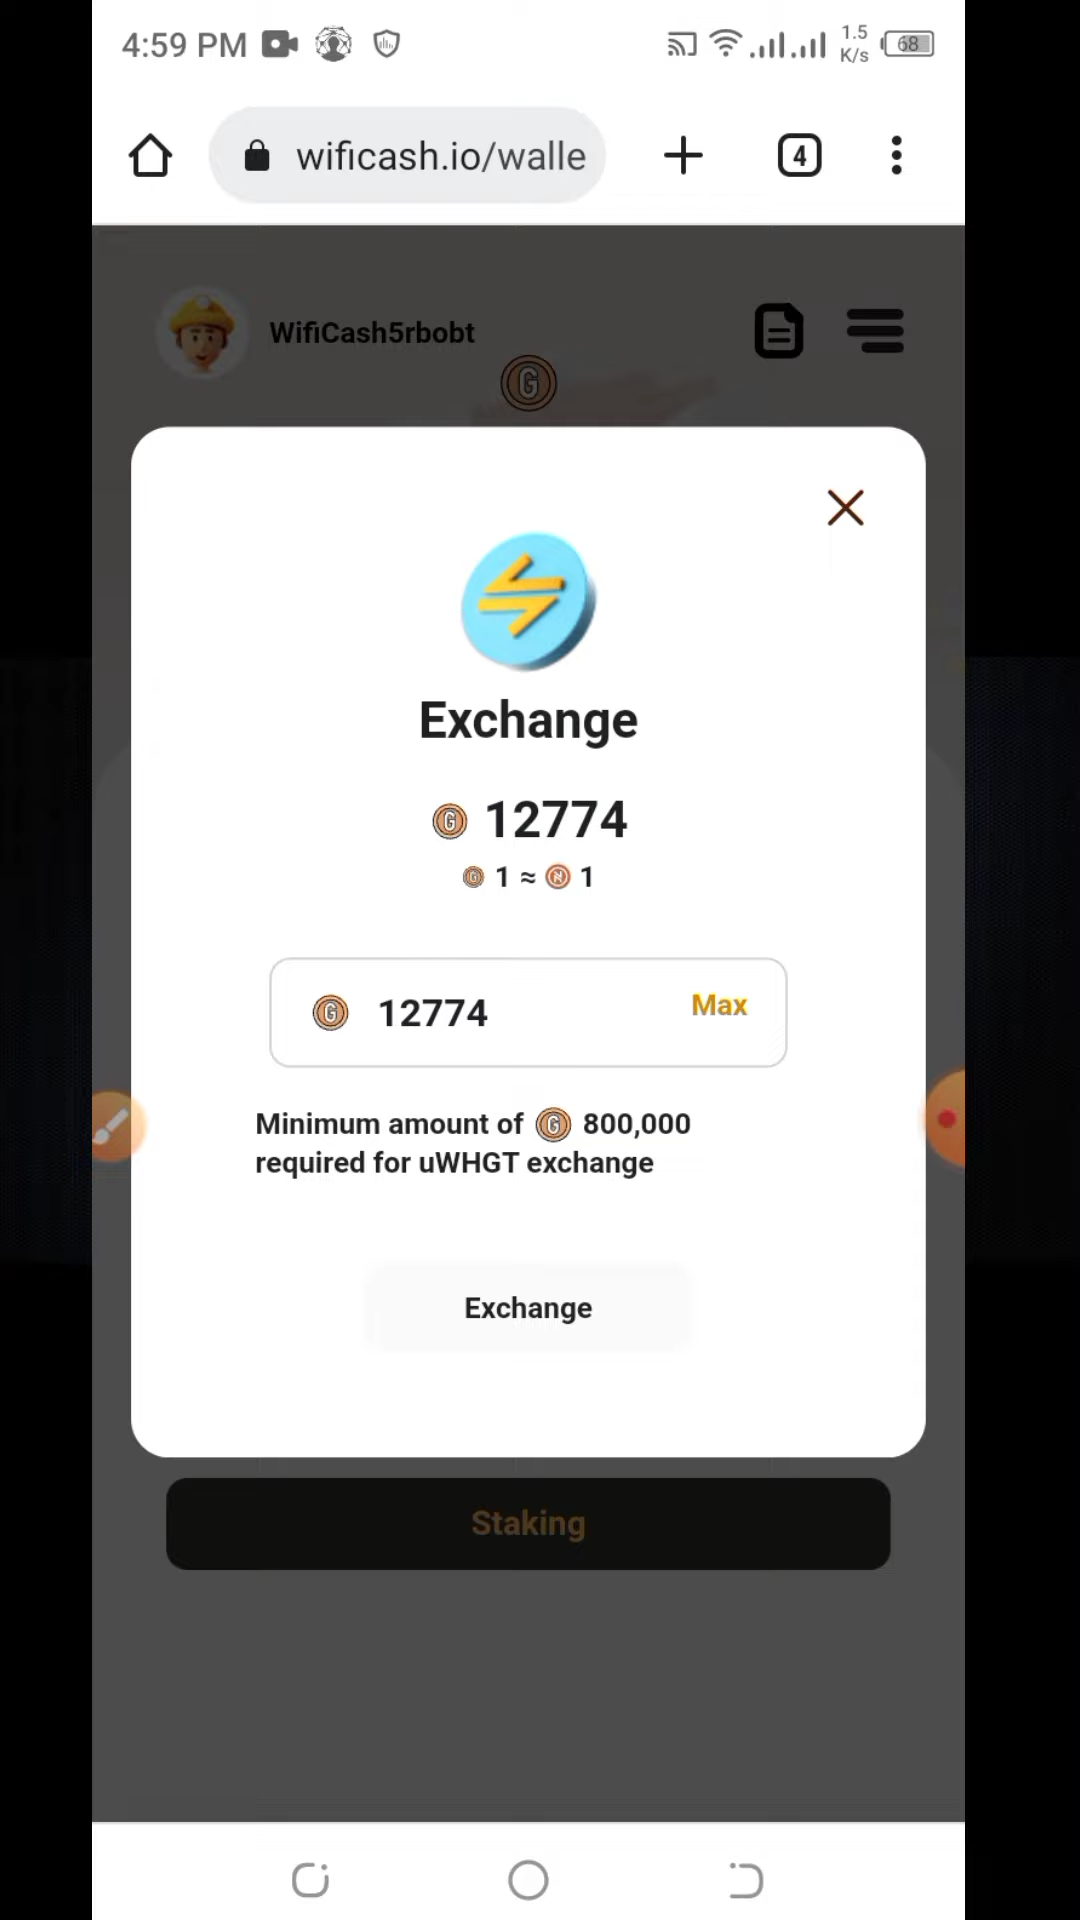 4:59 PM
1.5
K/s
68
wificash.io/walle
4
WifiCash5rbobt
G
Exchange
G 12774
G 1 ≈ N 1
G 12774 Max
Minimum amount of G 800,000
required for uWHGT exchange
Exchange
Staking